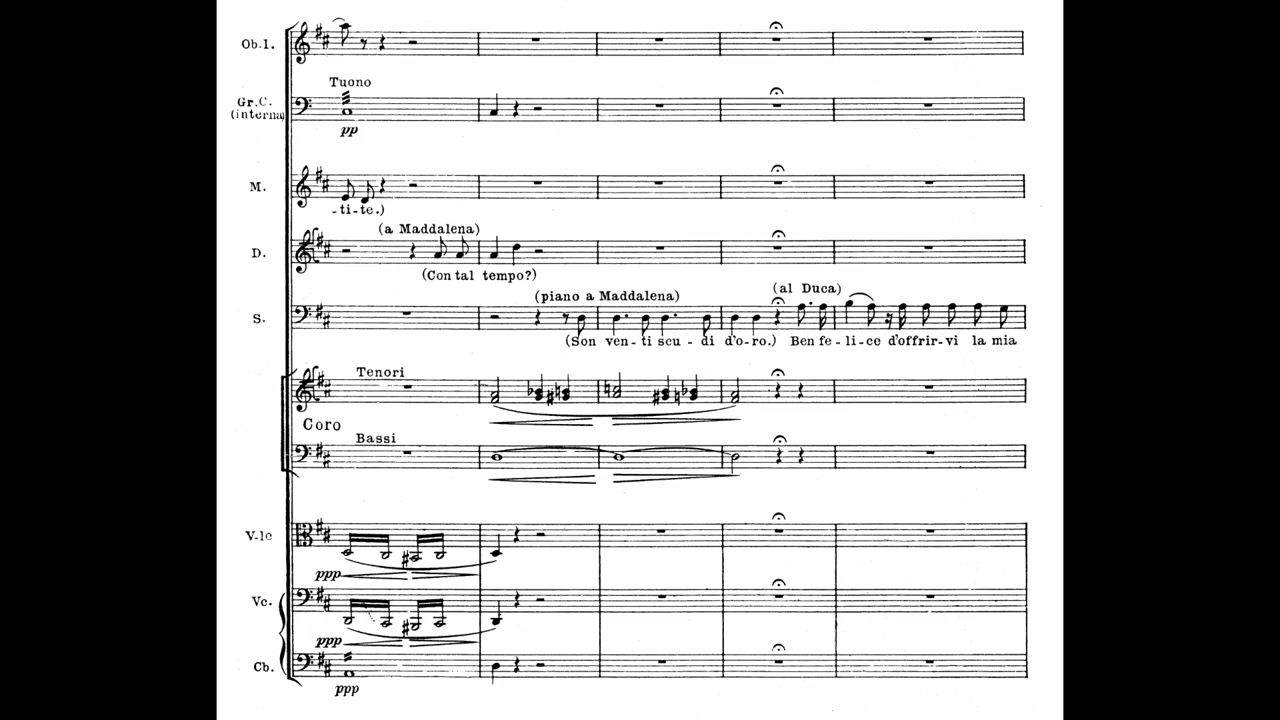 Ob.1.
Tuono
Gr.C.
(interna)
pp
M.
-ti-te.)
(a Maddalena)
D.
(Con tal tempo?)
(piano a Maddalena)
(al Duca)
S.
(Son ven-ti scu-di d'o-ro.) Ben fe-li-ce d'offrir-vi la mia
Tenori
Coro
Bassi
V-le
ppp
Vc.
ppp
Cb.
ppp